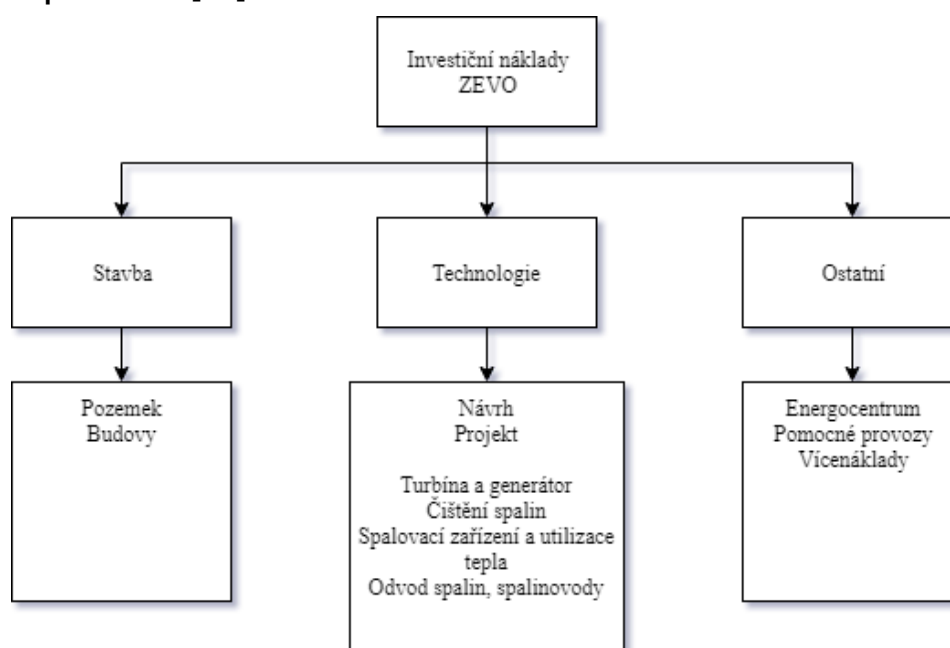 Investiční náklady
ZEVO
Stavba
Technologie
Ostatní
Pozemek
Budovy
Návrh
Projekt
Turbína a generátor
Čištění spalin
Spalovací zařízení a utilizace
tepla
Odvod spalin, spalinovody
Energocentrum
Pomocné provozy
Vícenáklady